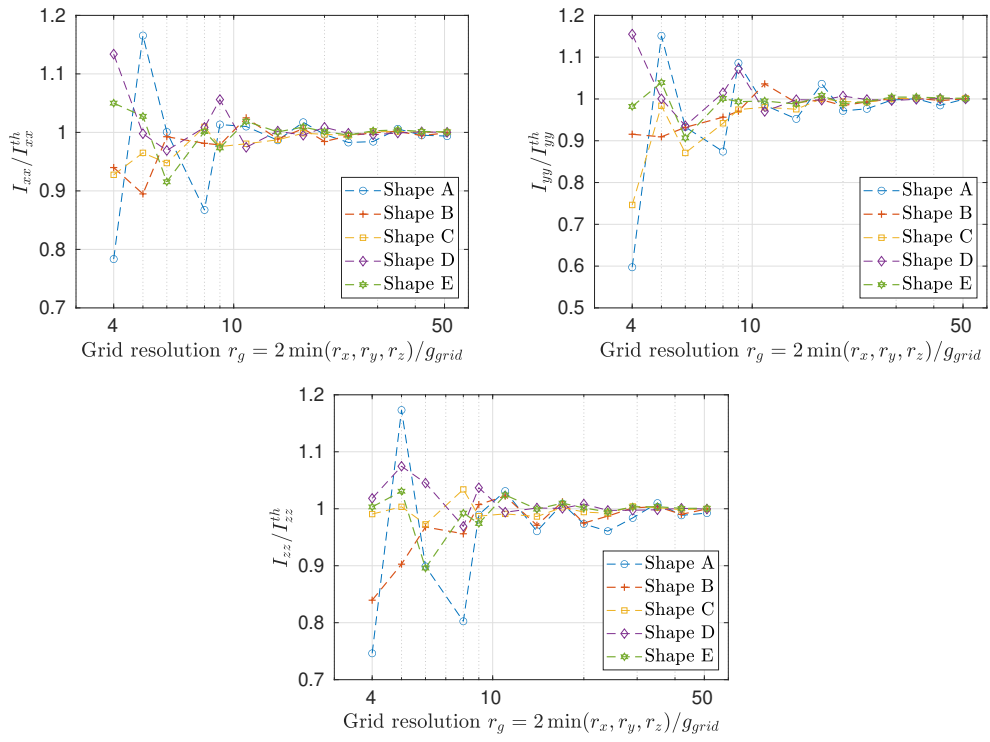 1.2
1.1
1
0.9
0.8
0.7
I_{xx}/I_{xx}^{th}
Shape A
Shape B
Shape C
Shape D
Shape E
4 10 50
Grid resolution r_g = 2 min(r_x, r_y, r_z)/g_{grid}
1.2
1.1
1
0.9
0.8
0.7
0.6
0.5
I_{yy}/I_{yy}^{th}
Shape A
Shape B
Shape C
Shape D
Shape E
4 10 50
Grid resolution r_g = 2 min(r_x, r_y, r_z)/g_{grid}
1.2
1.1
1
0.9
0.8
0.7
I_{zz}/I_{zz}^{th}
Shape A
Shape B
Shape C
Shape D
Shape E
4 10 50
Grid resolution r_g = 2 min(r_x, r_y, r_z)/g_{grid}